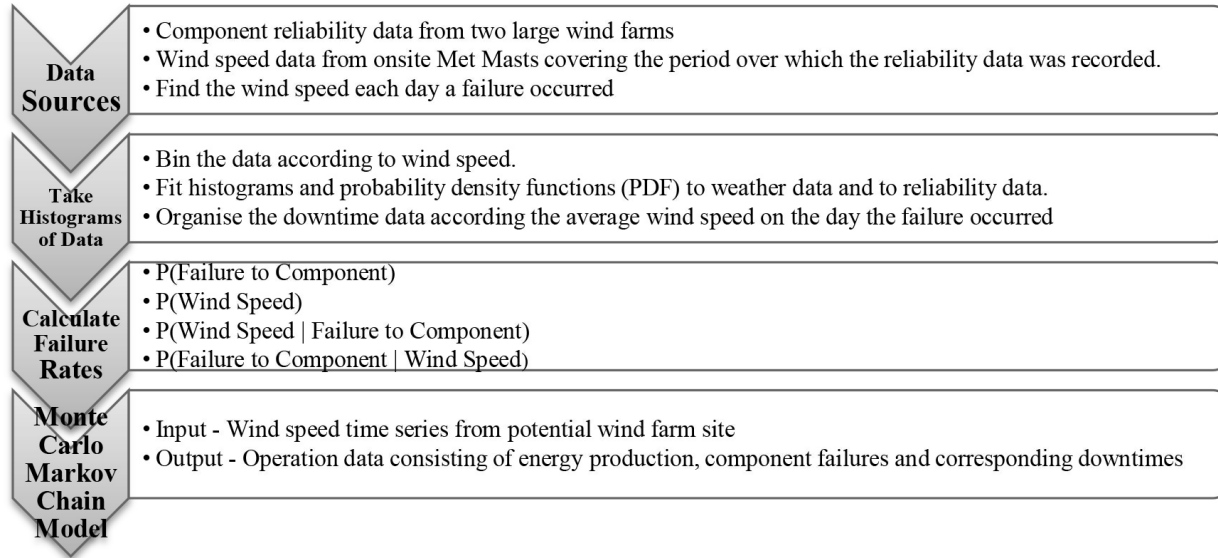 Data
Sources
• Component reliability data from two large wind farms
• Wind speed data from onsite Met Masts covering the period over which the reliability data was recorded.
• Find the wind speed each day a failure occurred
Take
Histograms
of Data
• Bin the data according to wind speed.
• Fit histograms and probability density functions (PDF) to weather data and to reliability data.
• Organise the downtime data according the average wind speed on the day the failure occurred
Calculate
Failure
Rates
• P(Failure to Component)
• P(Wind Speed)
• P(Wind Speed | Failure to Component)
• P(Failure to Component | Wind Speed)
Monte
Carlo
Markov
Chain
Model
• Input - Wind speed time series from potential wind farm site
• Output - Operation data consisting of energy production, component failures and corresponding downtimes